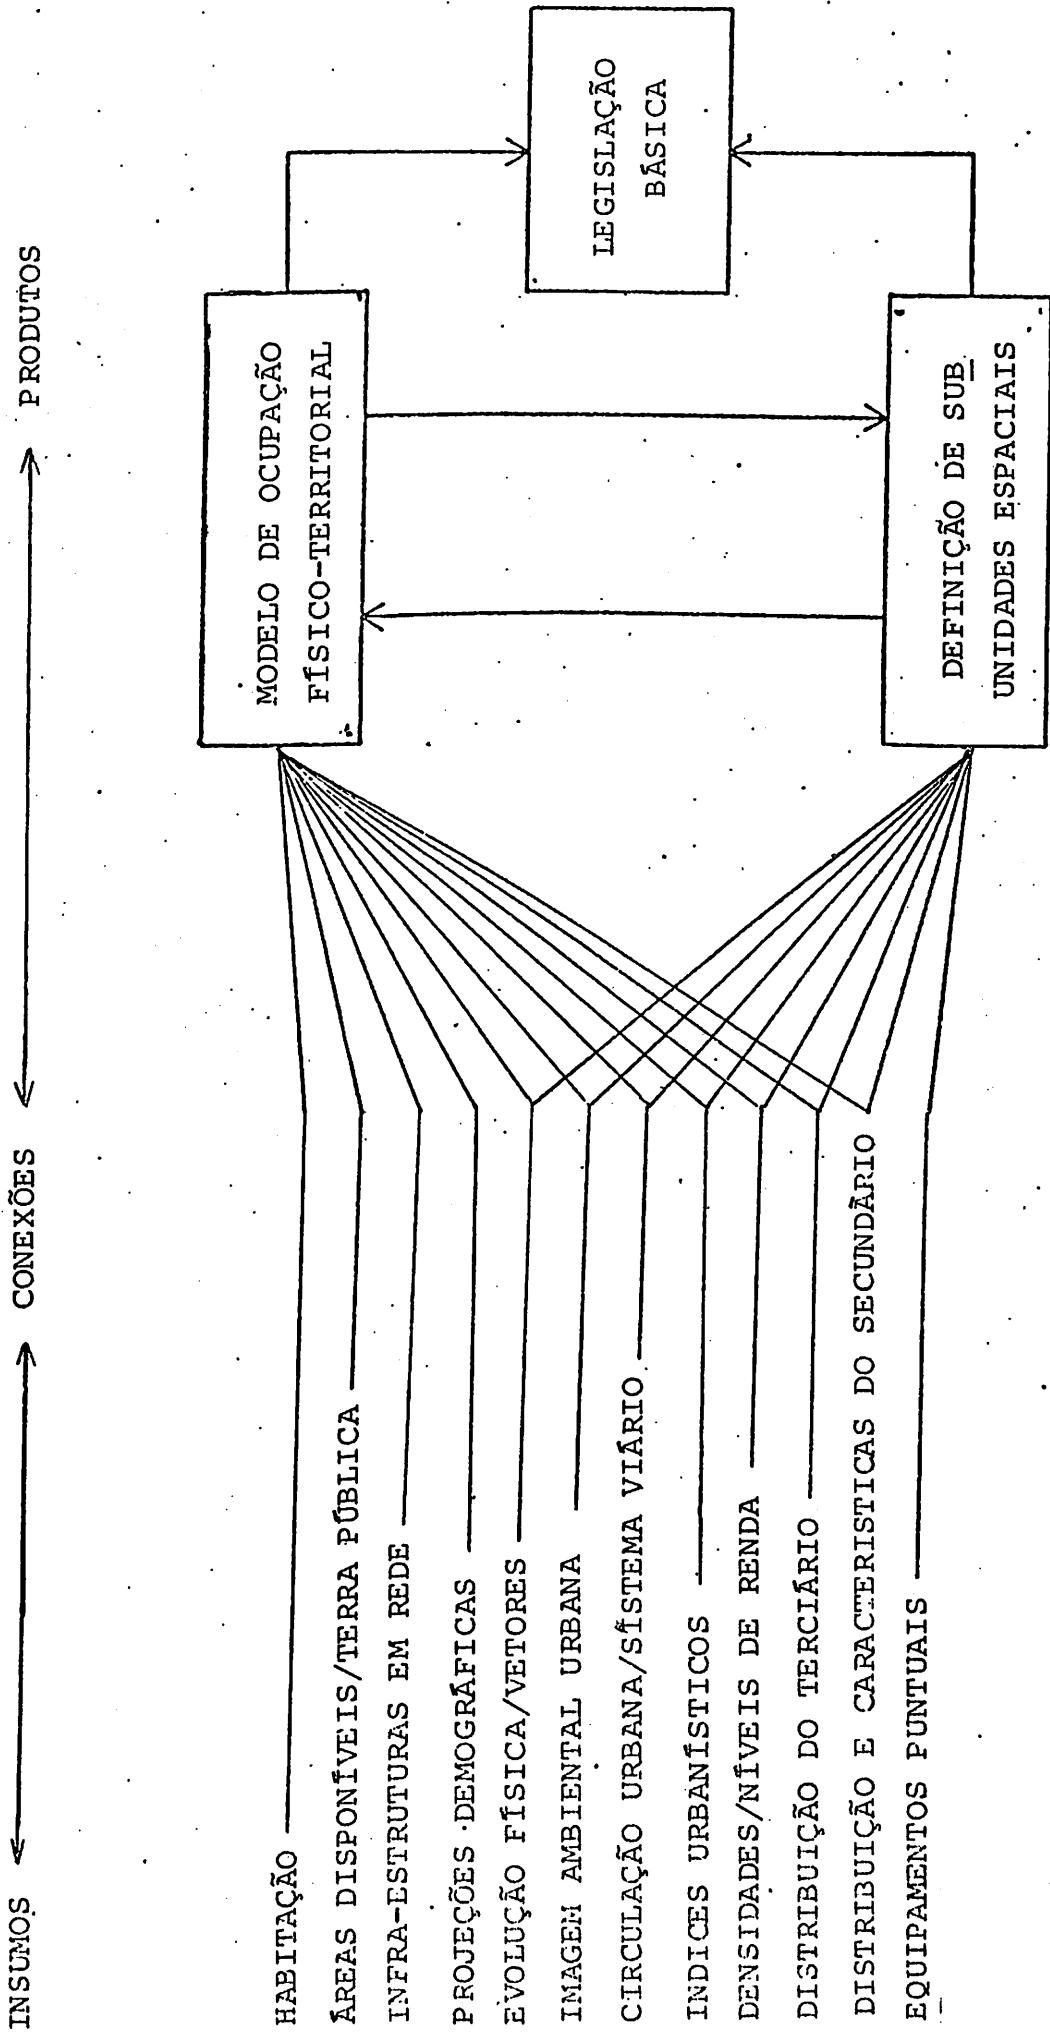 INSUMOS
CONEXÕES
PRODUTOS
HABITAÇÃO
ÁREAS DISPONÍVEIS/TERRA PÚBLICA
INFRA-ESTRUTURAS EM REDE
PROJEÇÕES DEMOGRÁFICAS
EVOLUÇÃO FÍSICA/VETORES
IMAGEM AMBIENTAL URBANA
CIRCULAÇÃO URBANA/SÍSTEMA VIÁRIO
INDICES URBANÍSTICOS
DENSIDADES/NÍVEIS DE RENDA
DISTRIBUIÇÃO DO TERCIÁRIO
DISTRIBUIÇÃO E CARACTERISTICAS DO SECUNDÁRIO
EQUIPAMENTOS PUNTUAIS
MODELO DE OCUPAÇÃO
FÍSICO-TERRITORIAL
DEFINIÇÃO DE SUB
UNIDADES ESPACIAIS
LEGISLAÇÃO
BÁSICA